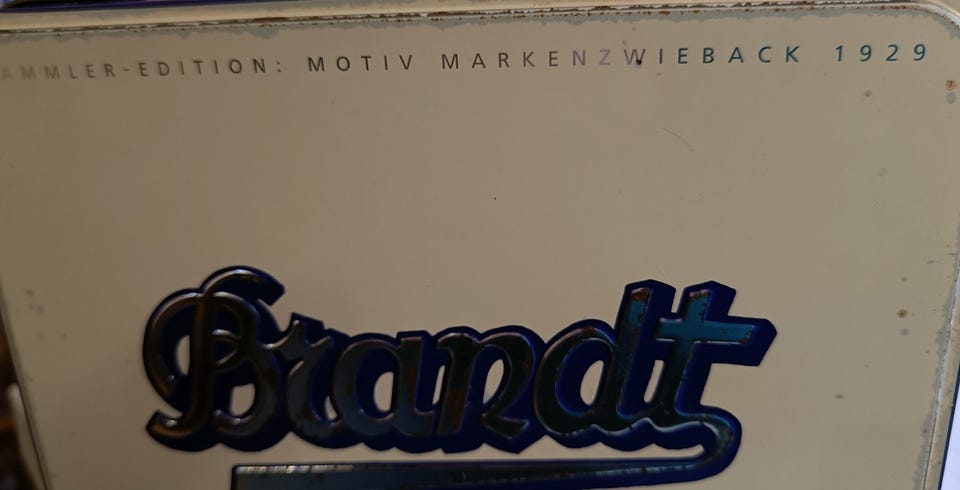 AMMLER-EDITION: MOTIV MARKENZWIEBACK 1929
Brandt